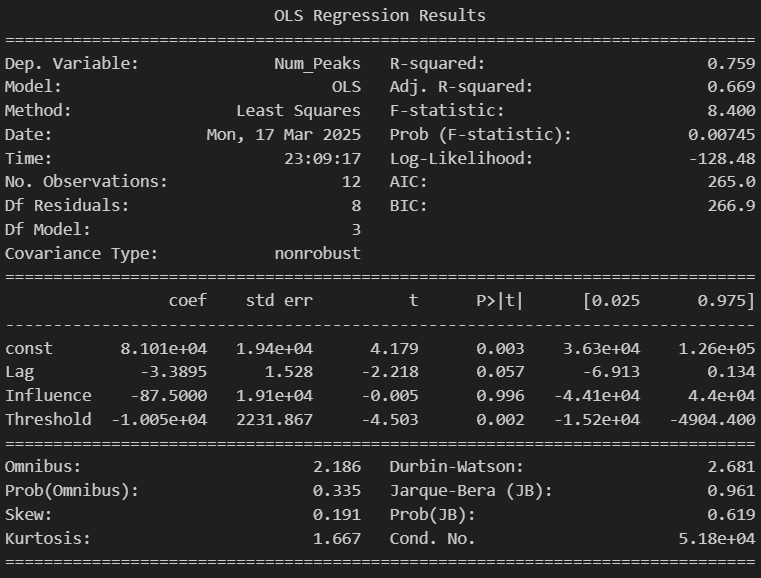 OLS Regression Results
==============================================================================
Dep. Variable:              Num_Peaks   R-squared:                       0.759
Model:                            OLS   Adj. R-squared:                  0.669
Method:                 Least Squares   F-statistic:                     8.400
Date:                Mon, 17 Mar 2025   Prob (F-statistic):            0.00745
Time:                        23:09:17   Log-Likelihood:                -128.48
No. Observations:                  12   AIC:                             265.0
Df Residuals:                       8   BIC:                             266.9
Df Model:                           3
Covariance Type:            nonrobust
==============================================================================
                 coef    std err          t      P>|t|      [0.025      0.975]
------------------------------------------------------------------------------
const       8.101e+04   1.94e+04      4.179      0.003    3.63e+04    1.26e+05
Lag           -3.3895      1.528     -2.218      0.057      -6.913       0.134
Influence    -87.5000   1.91e+04     -0.005      0.996   -4.41e+04     4.4e+04
Threshold  -1.005e+04   2231.867     -4.503      0.002   -1.52e+04   -4904.400
==============================================================================
Omnibus:                        2.186   Durbin-Watson:                   2.681
Prob(Omnibus):                  0.335   Jarque-Bera (JB):                0.961
Skew:                           0.191   Prob(JB):                        0.619
Kurtosis:                       1.667   Cond. No.                     5.18e+04
==============================================================================